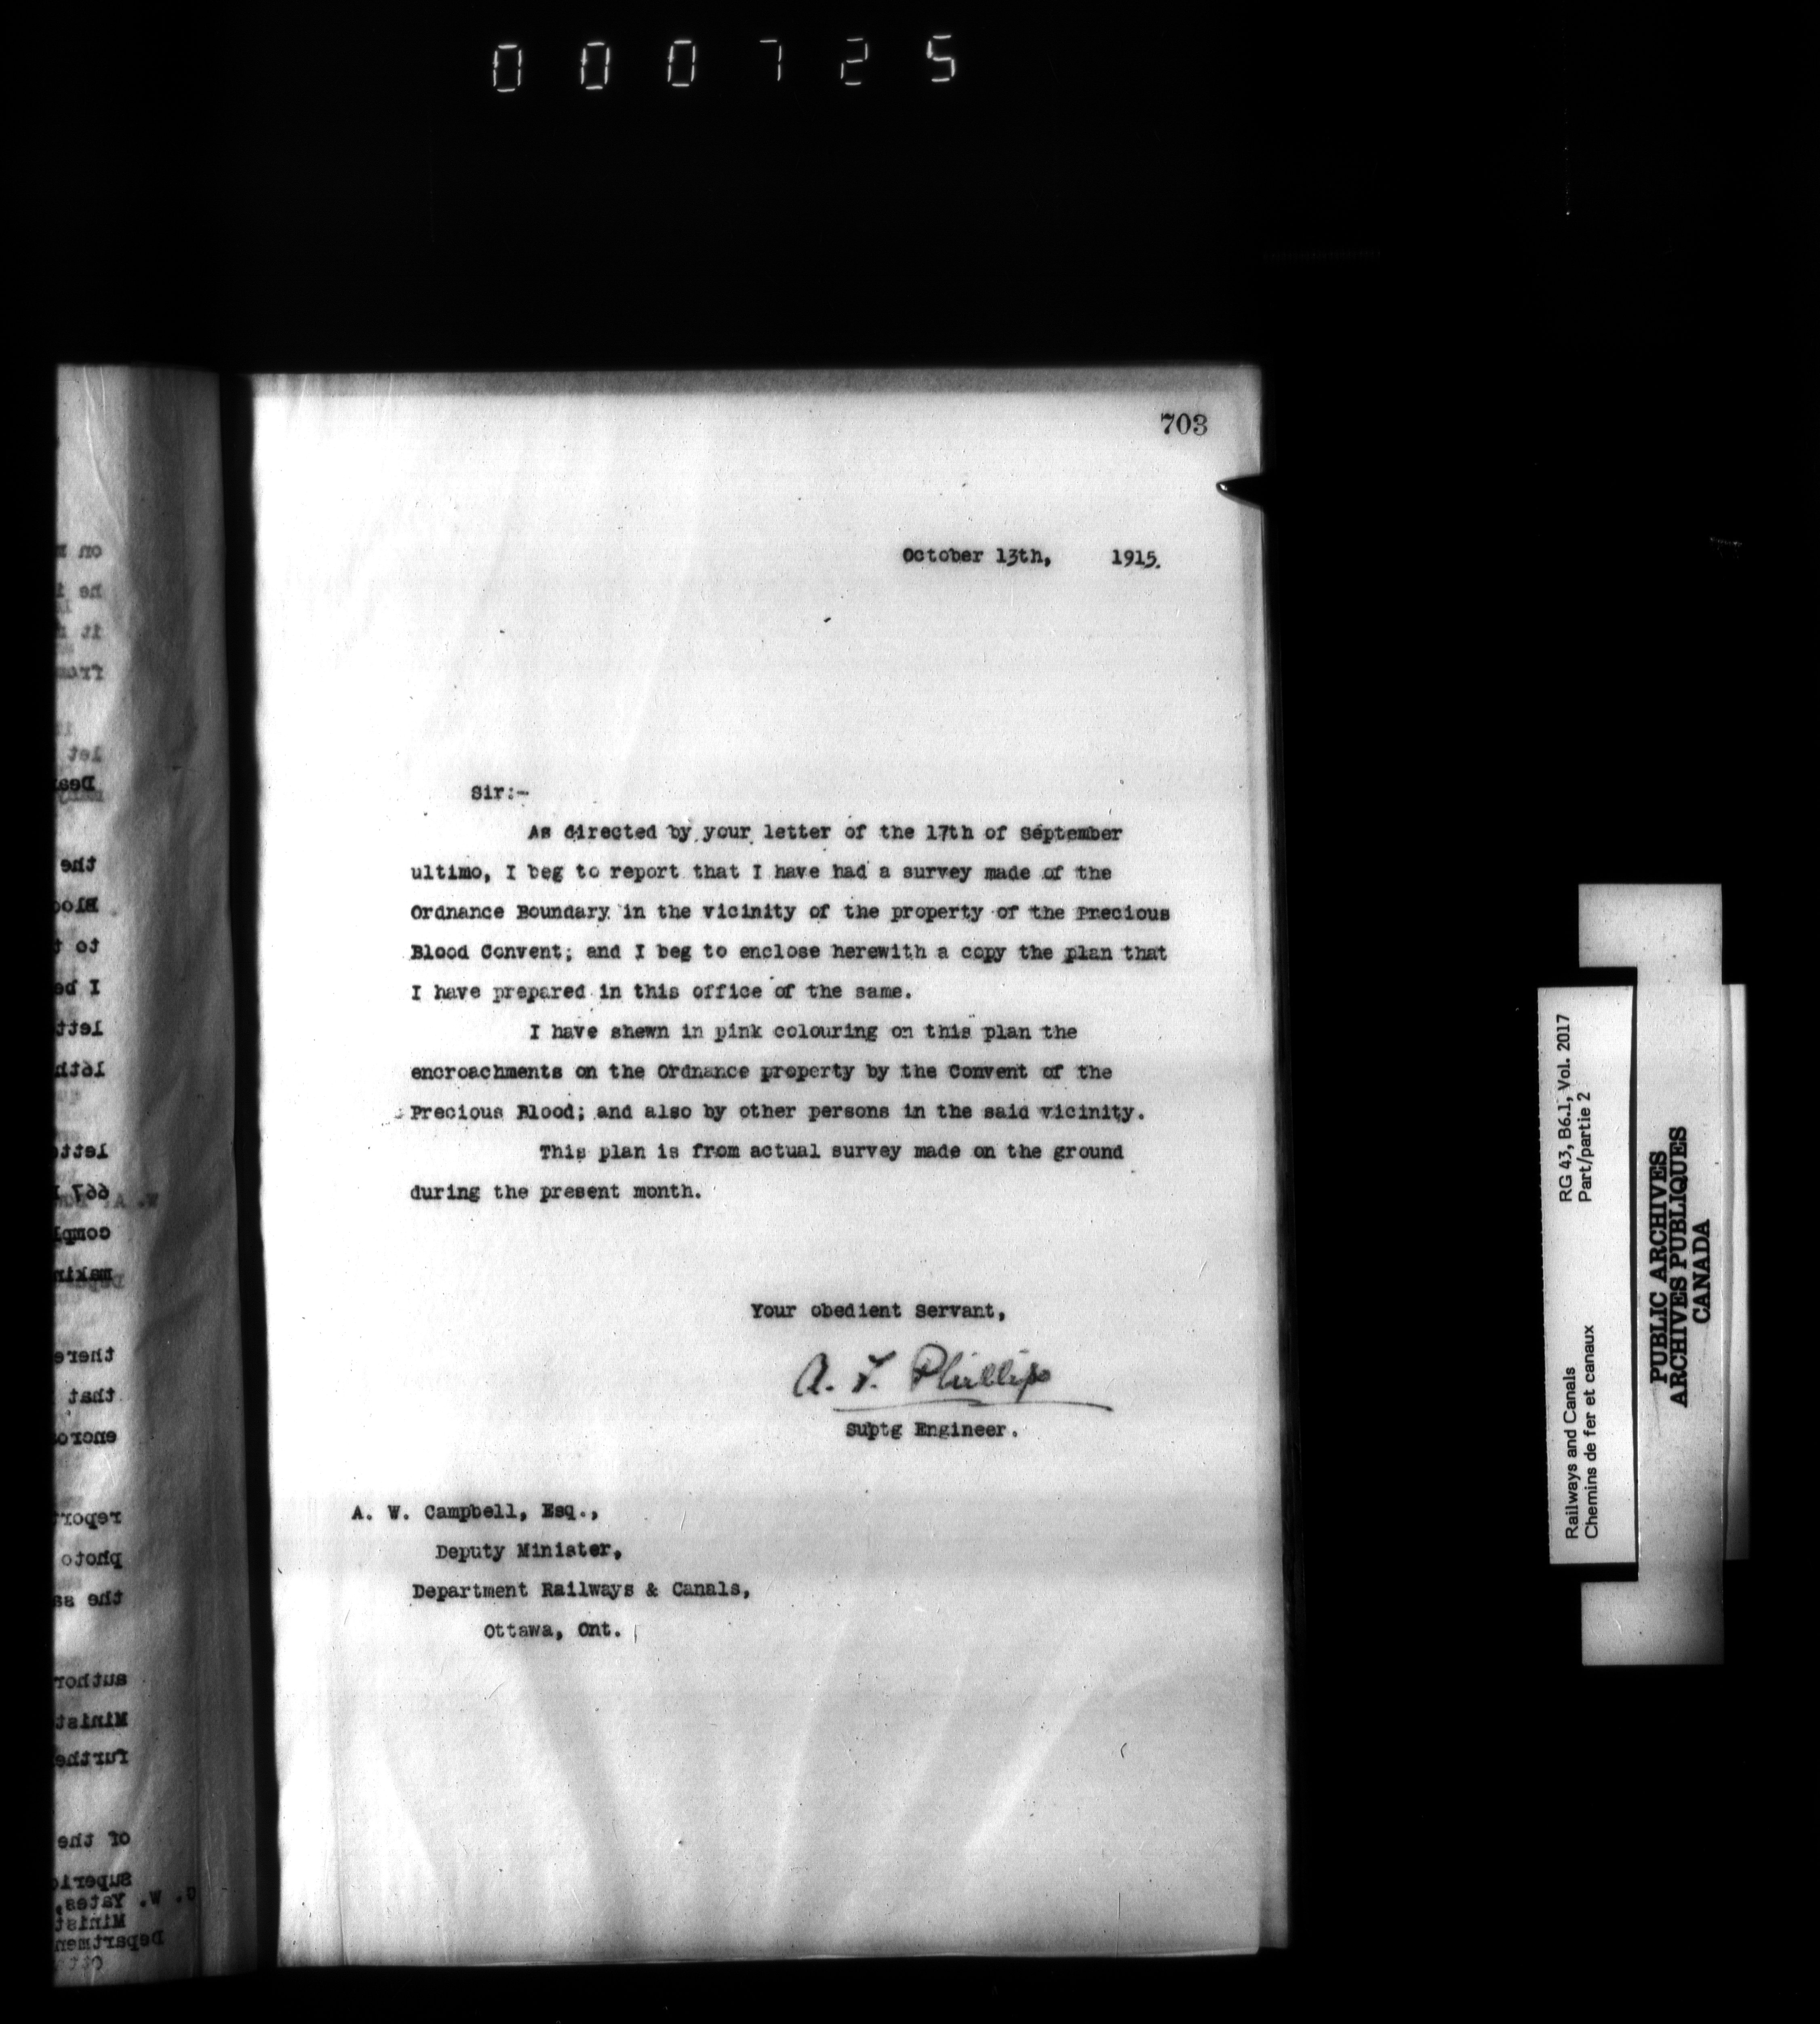 000725
703
October 13th, 1915.
Sir:-
As directed by your letter of the 17th of September
ultimo, I beg to report that I have had a survey made of the
Ordnance Boundary in the vicinity of the property of the Precious
Blood Convent; and I beg to enclose herewith a copy the plan that
I have prepared in this office of the same.
I have shewn in pink colouring on this plan the
encroachments on the Ordnance property by the Convent of the
Precious Blood; and also by other persons in the said vicinity.
This plan is from actual survey made on the ground
during the present month.
Your obedient Servant,
A. T. Phillips
Suptg Engineer.
A. W. Campbell, Esq.,
Deputy Minister,
Department Railways & Canals,
Ottawa, Ont.
Railways and Canals RG 43, B6.1, Vol. 2017
Chemins de fer et canaux Part/partie 2
PUBLIC ARCHIVES
ARCHIVES PUBLIQUES
CANADA